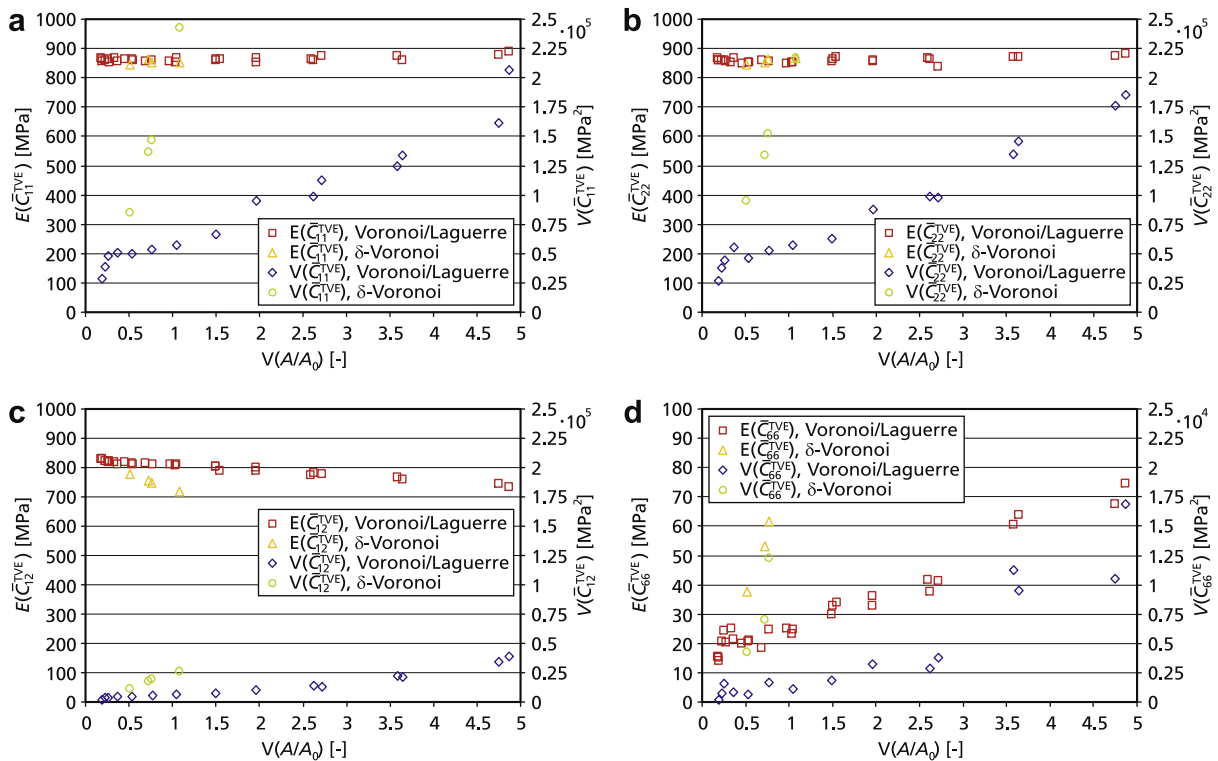 a
1000
900
800
700
600
500
400
300
200
100
0
E(C̄₁₁ᵀⱽᴱ) [MPa]
2.5
·10⁵
2.25
2
1.75
1.5
1.25
1
0.75
0.5
0.25
0
V(C̄₁₁ᵀⱽᴱ) [MPa²]
E(C̄₁₁ᵀⱽᴱ), Voronoi/Laguerre
E(C̄₁₁ᵀⱽᴱ), δ-Voronoi
V(C̄₁₁ᵀⱽᴱ), Voronoi/Laguerre
V(C̄₁₁ᵀⱽᴱ), δ-Voronoi
0 0.5 1 1.5 2 2.5 3 3.5 4 4.5 5
V(A/A₀) [-]
b
1000
900
800
700
600
500
400
300
200
100
0
E(C̄₂₂ᵀⱽᴱ) [MPa]
2.5
·10⁵
2.25
2
1.75
1.5
1.25
1
0.75
0.5
0.25
0
V(C̄₂₂ᵀⱽᴱ) [MPa²]
E(C̄₂₂ᵀⱽᴱ), Voronoi/Laguerre
E(C̄₂₂ᵀⱽᴱ), δ-Voronoi
V(C̄₂₂ᵀⱽᴱ), Voronoi/Laguerre
V(C̄₂₂ᵀⱽᴱ), δ-Voronoi
0 0.5 1 1.5 2 2.5 3 3.5 4 4.5 5
V(A/A₀) [-]
c
1000
900
800
700
600
500
400
300
200
100
0
E(C̄₁₂ᵀⱽᴱ) [MPa]
2.5
·10⁵
2.25
2
1.75
1.5
1.25
1
0.75
0.5
0.25
0
V(C̄₁₂ᵀⱽᴱ) [MPa²]
E(C̄₁₂ᵀⱽᴱ), Voronoi/Laguerre
E(C̄₁₂ᵀⱽᴱ), δ-Voronoi
V(C̄₁₂ᵀⱽᴱ), Voronoi/Laguerre
V(C̄₁₂ᵀⱽᴱ), δ-Voronoi
0 0.5 1 1.5 2 2.5 3 3.5 4 4.5 5
V(A/A₀) [-]
d
100
90
80
70
60
50
40
30
20
10
0
E(C̄₆₆ᵀⱽᴱ) [MPa]
2.5
·10⁴
2.25
2
1.75
1.5
1.25
1
0.75
0.5
0.25
0
V(C̄₆₆ᵀⱽᴱ) [MPa²]
E(C̄₆₆ᵀⱽᴱ), Voronoi/Laguerre
E(C̄₆₆ᵀⱽᴱ), δ-Voronoi
V(C̄₆₆ᵀⱽᴱ), Voronoi/Laguerre
V(C̄₆₆ᵀⱽᴱ), δ-Voronoi
0 0.5 1 1.5 2 2.5 3 3.5 4 4.5 5
V(A/A₀) [-]